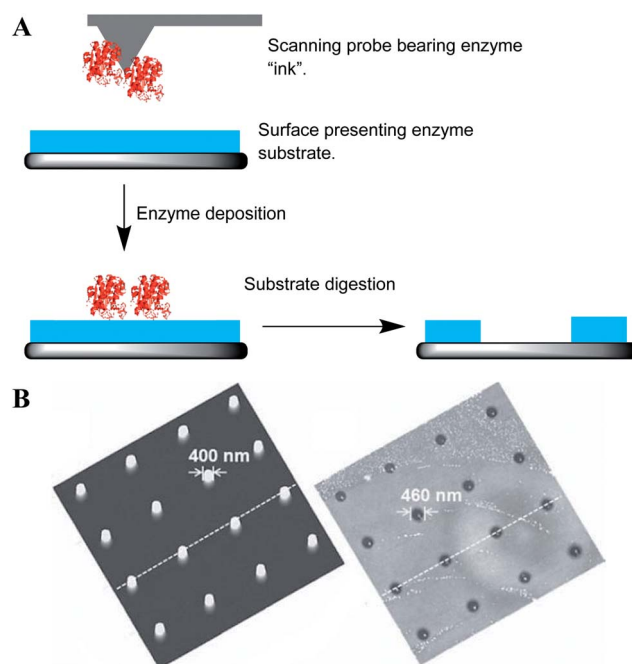 A
Scanning probe bearing enzyme
“ink”.
Surface presenting enzyme
substrate.
Enzyme deposition
Substrate digestion
B
400 nm
460 nm